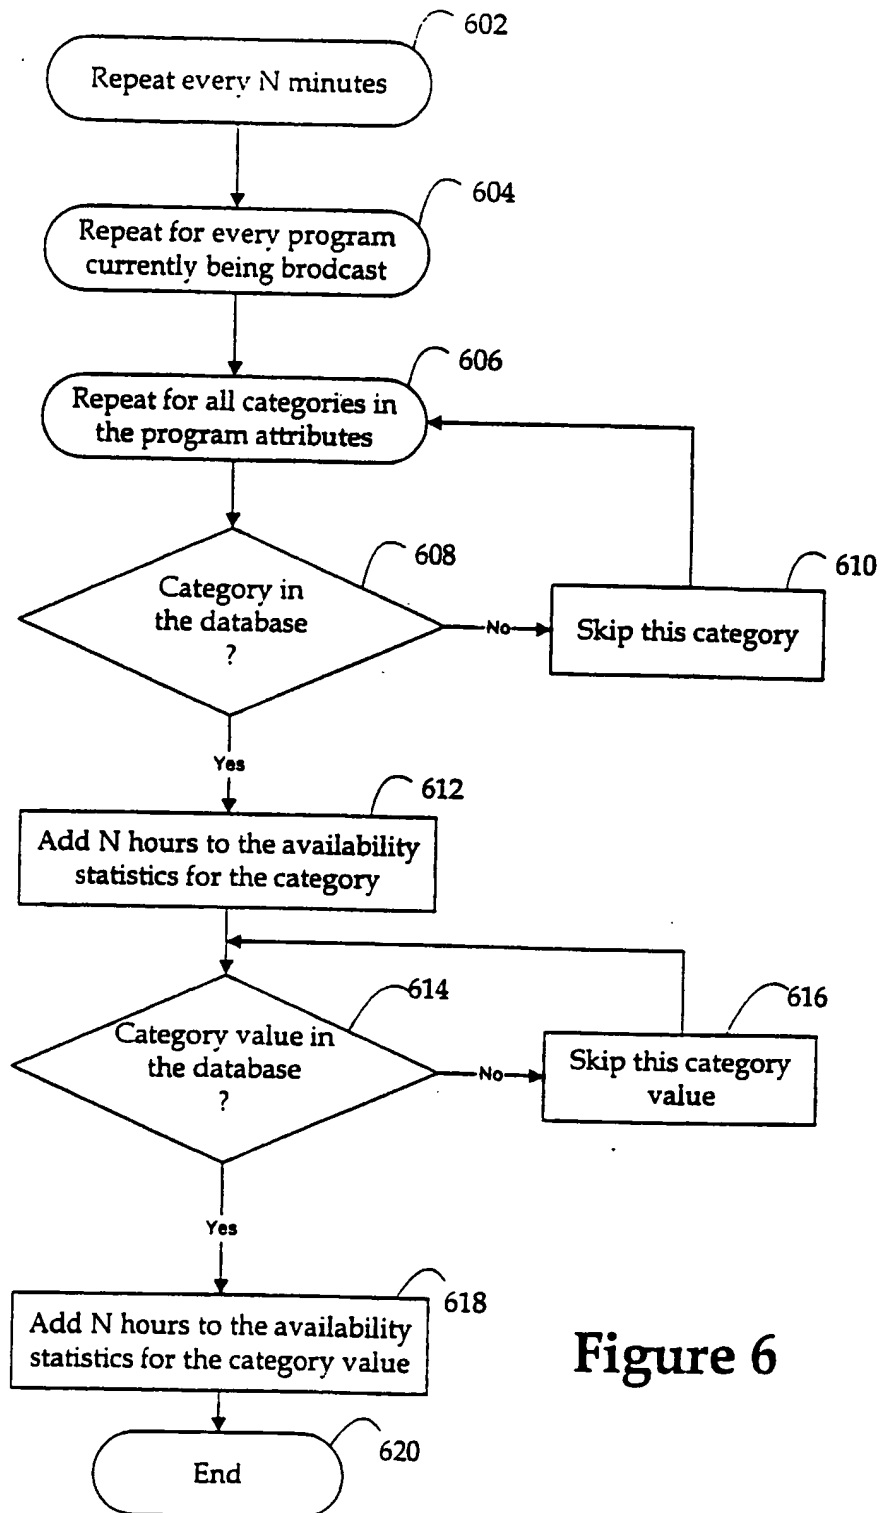 602
Repeat every N minutes
604
Repeat for every program
currently being brodcast
606
Repeat for all categories in
the program attributes
608
Category in
the database
?
No
610
Skip this category
Yes
612
Add N hours to the availability
statistics for the category
614
Category value in
the database
?
No
616
Skip this category
value
Yes
618
Add N hours to the availability
statistics for the category value
Figure 6
620
End